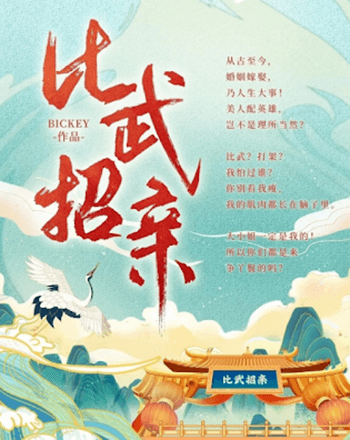 比武招亲
BICKEY
-作品-
从古至今，
婚姻嫁娶，
乃人生大事！
美人配英雄，
岂不是理所当然？
比武？打架？
我怕过谁？
你别看我瘦，
我的肌肉都长在脑子里。
大小姐一定是我的！
所以你们都是来
争丫鬟的吗？
比武招亲